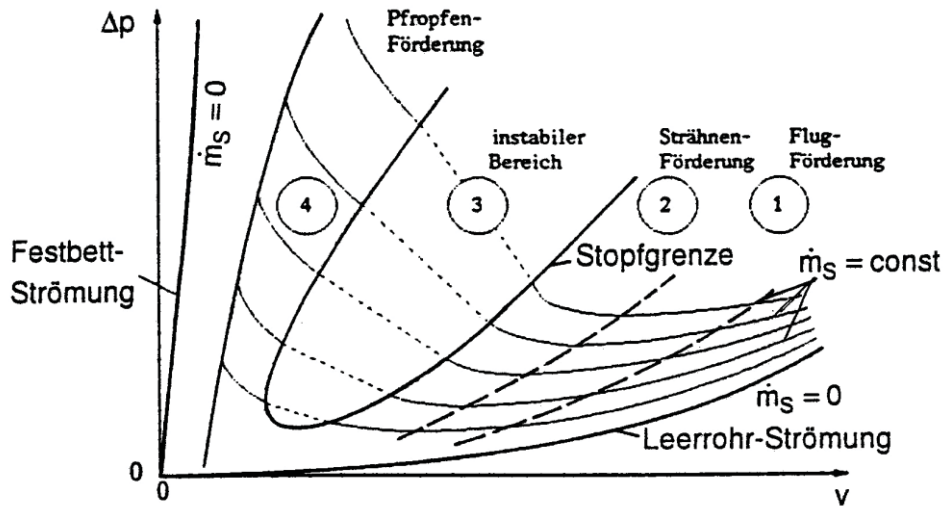 Δp
Pfropfen-
Förderung
ṁS = 0
instabiler
Bereich
Strähnen-
Förderung
Flug-
Förderung
4
3
2
1
Festbett-
Strömung
Stopfgrenze
ṁS = const
ṁS = 0
Leerrohr-Strömung
0
0
v